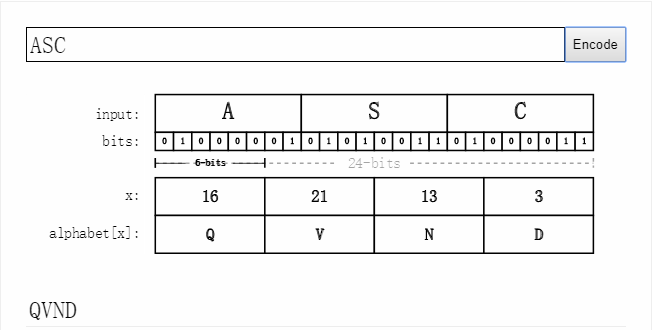 ASC Encode
input: A S C
bits: 0 1 0 0 0 0 0 1 0 1 0 1 0 0 1 1 0 1 0 0 0 0 1 1
6-bits 24-bits
x: 16 21 13 3
alphabet[x]: Q V N D
QVND